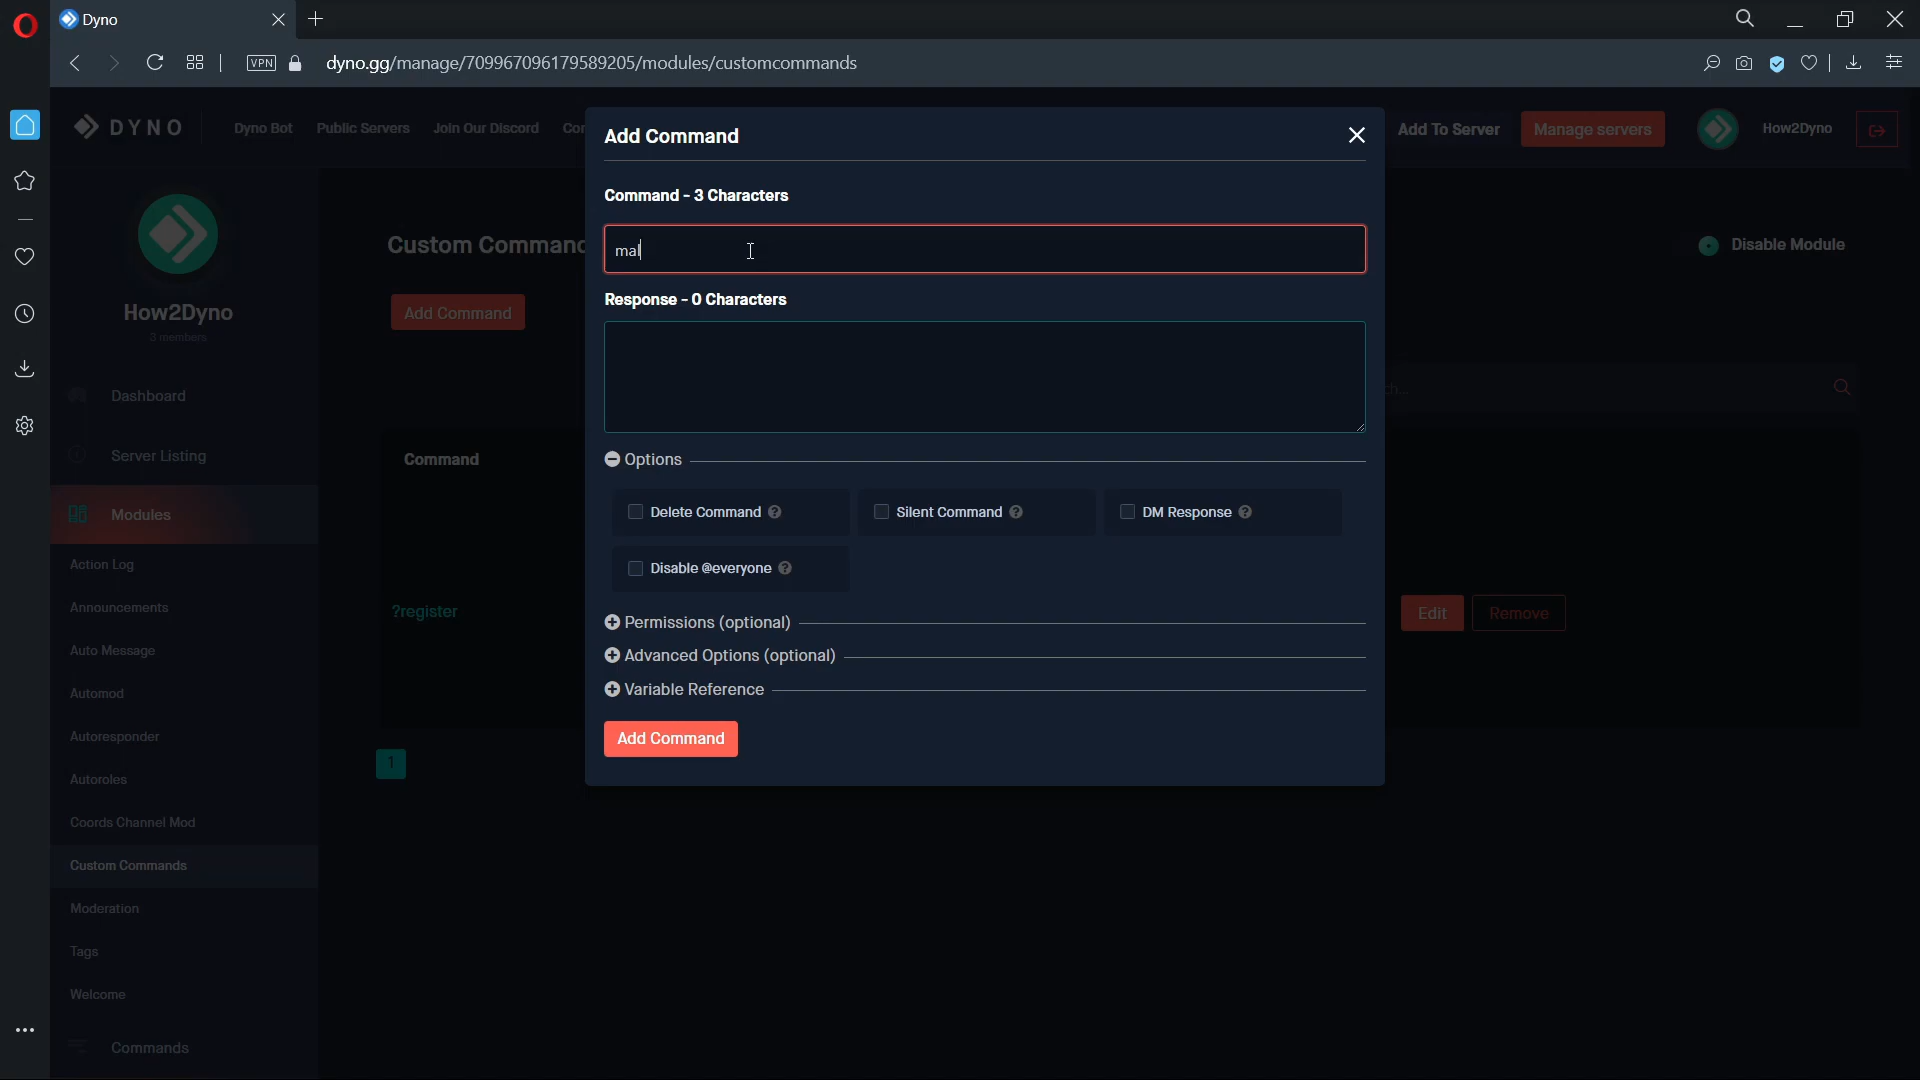 Dyno
VPN
dyno.gg/manage/709967096179589205/modules/customcommands
DYNO
Dyno Bot
Public Servers
Join Our Discord
Add To Server
Manage servers
How2Dyno
How2Dyno
3 members
Dashboard
Server Listing
Modules
Action Log
Announcements
Auto Message
Automod
Autoresponder
Autoroles
Coords Channel Mod
Custom Commands
Moderation
Tags
Welcome
Commands
Custom Command
Disable Module
Add Command
Command
?register
Edit
Remove
1
Add Command
Command - 3 Characters
mal
Response - 0 Characters
Options
Delete Command ?
Silent Command ?
DM Response ?
Disable @everyone ?
Permissions (optional)
Advanced Options (optional)
Variable Reference
Add Command